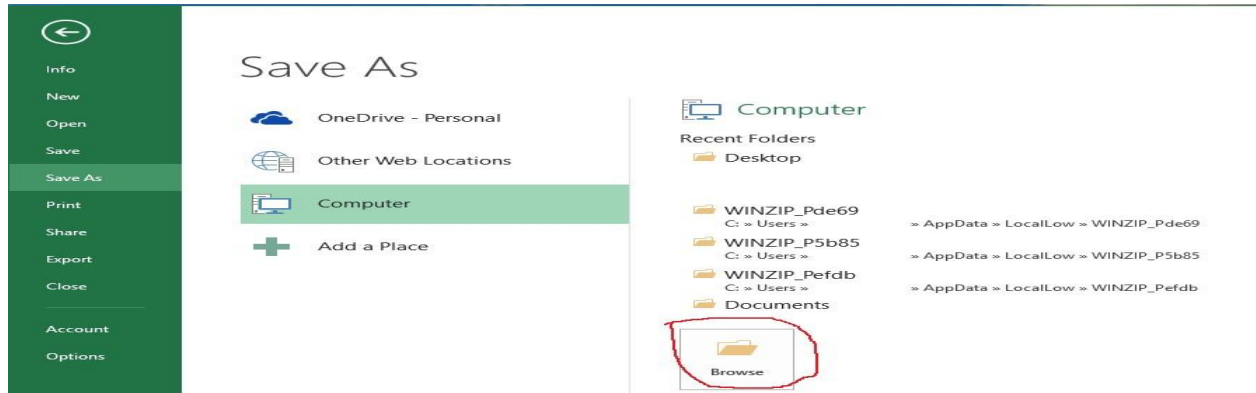 Info
New
Open
Save
Save As
Print
Share
Export
Close
Account
Options
Save As
OneDrive - Personal
Other Web Locations
Computer
Add a Place
Computer
Recent Folders
Desktop
WINZIP_Pde69
C: » Users » » AppData » LocalLow » WINZIP_Pde69
WINZIP_P5b85
C: » Users » » AppData » LocalLow » WINZIP_P5b85
WINZIP_Pefdb
C: » Users » » AppData » LocalLow » WINZIP_Pefdb
Documents
Browse